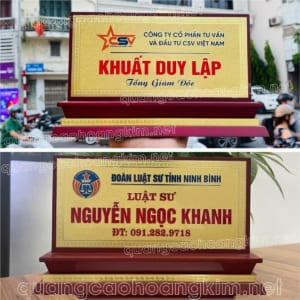 CSV
CÔNG TY CỔ PHẦN TƯ VẤN
VÀ ĐẦU TƯ CSV VIỆT NAM
KHUẤT DUY LẬP
Tổng Giám Đốc
quangcaohoangkim.net
ĐOÀN LUẬT SƯ TỈNH NINH BÌNH
LUẬT SƯ
NGUYỄN NGỌC KHANH
ĐT: 091.282.9718
quangcaohoangkim.net